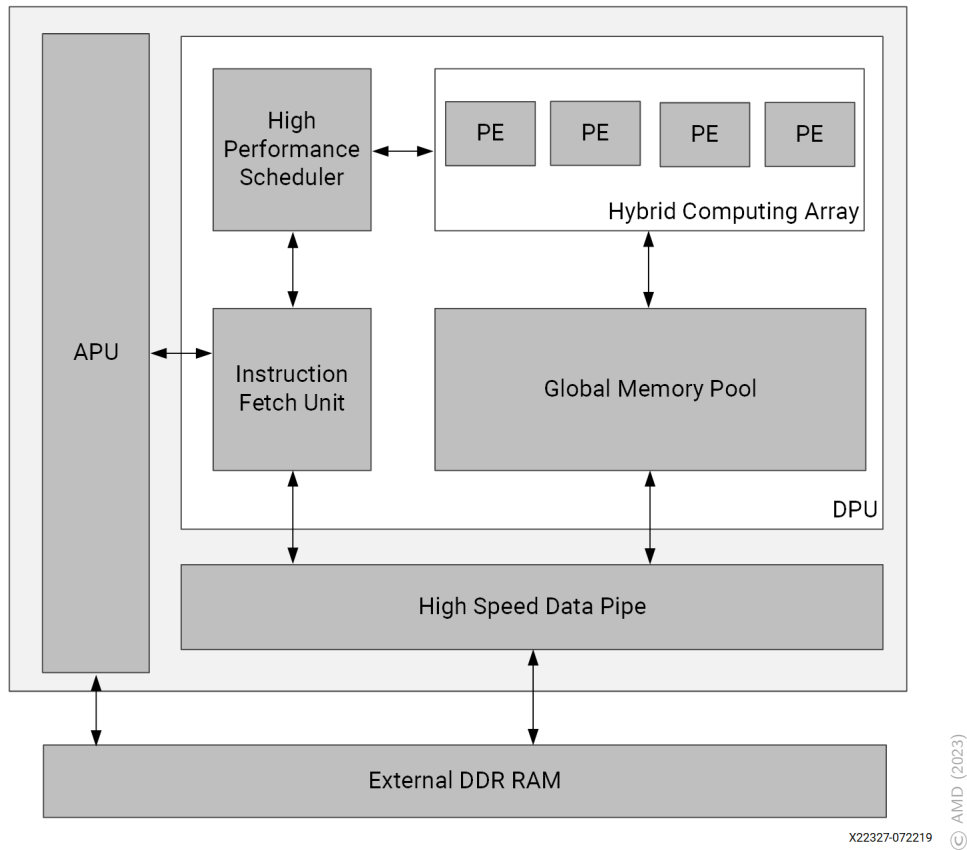 High
Performance
Scheduler
PE
PE
PE
PE
Hybrid Computing Array
APU
Instruction
Fetch Unit
Global Memory Pool
DPU
High Speed Data Pipe
External DDR RAM
X22327-072219
© AMD (2023)